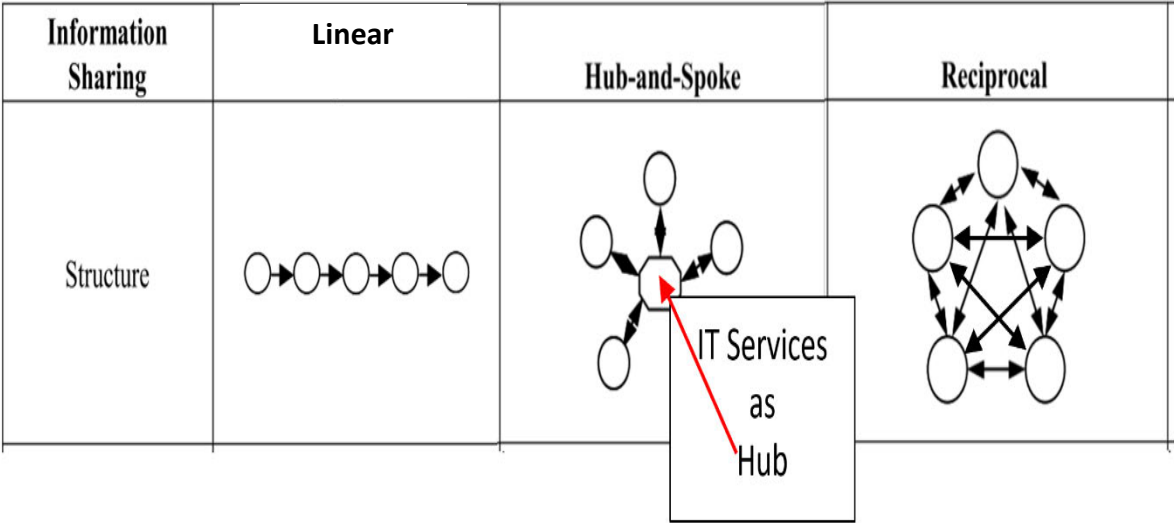 Information
Sharing
Linear
Hub-and-Spoke
Reciprocal
Structure
IT Services
as
Hub